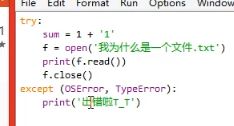 File Edit Format Run Options Window
try:
    sum = 1 + '1'
    f = open('我为什么是一个文件.txt')
    print(f.read())
    f.close()
except (OSError, TypeError):
    print('出错啦T_T')